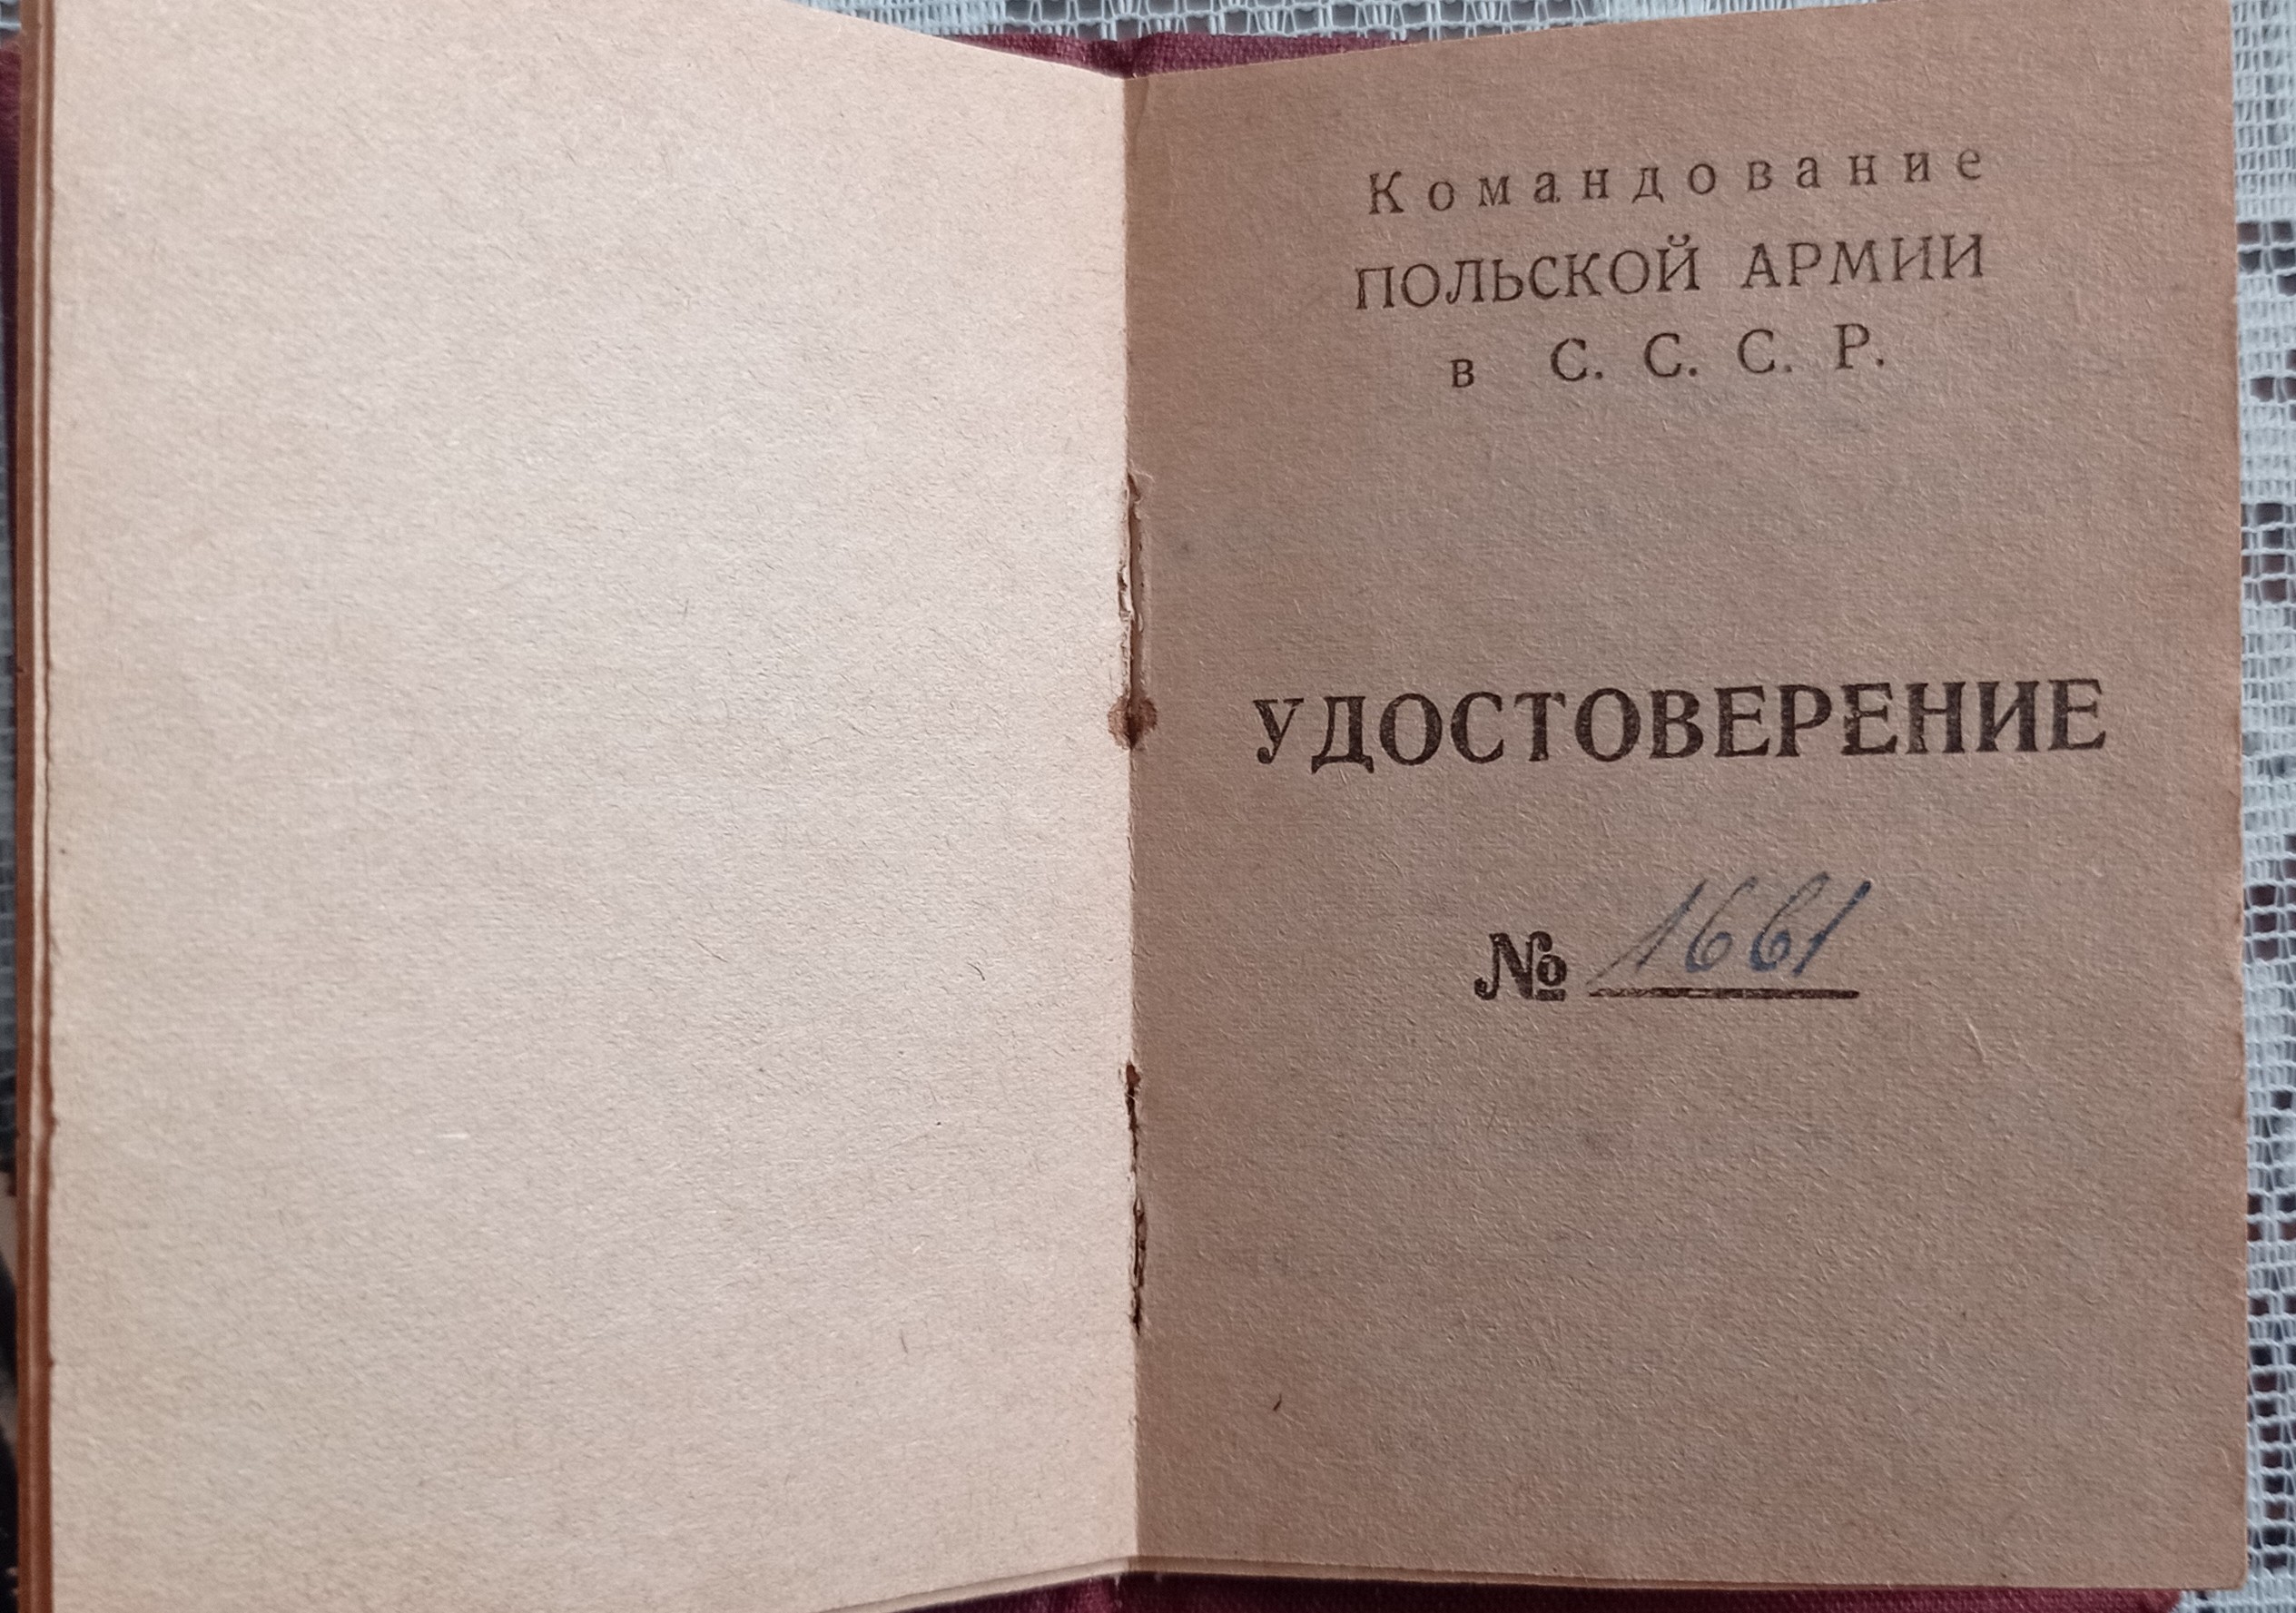 Командование
ПОЛЬСКОЙ АРМИИ
в С. С. С. Р.
УДОСТОВЕРЕНИЕ
№ 1661